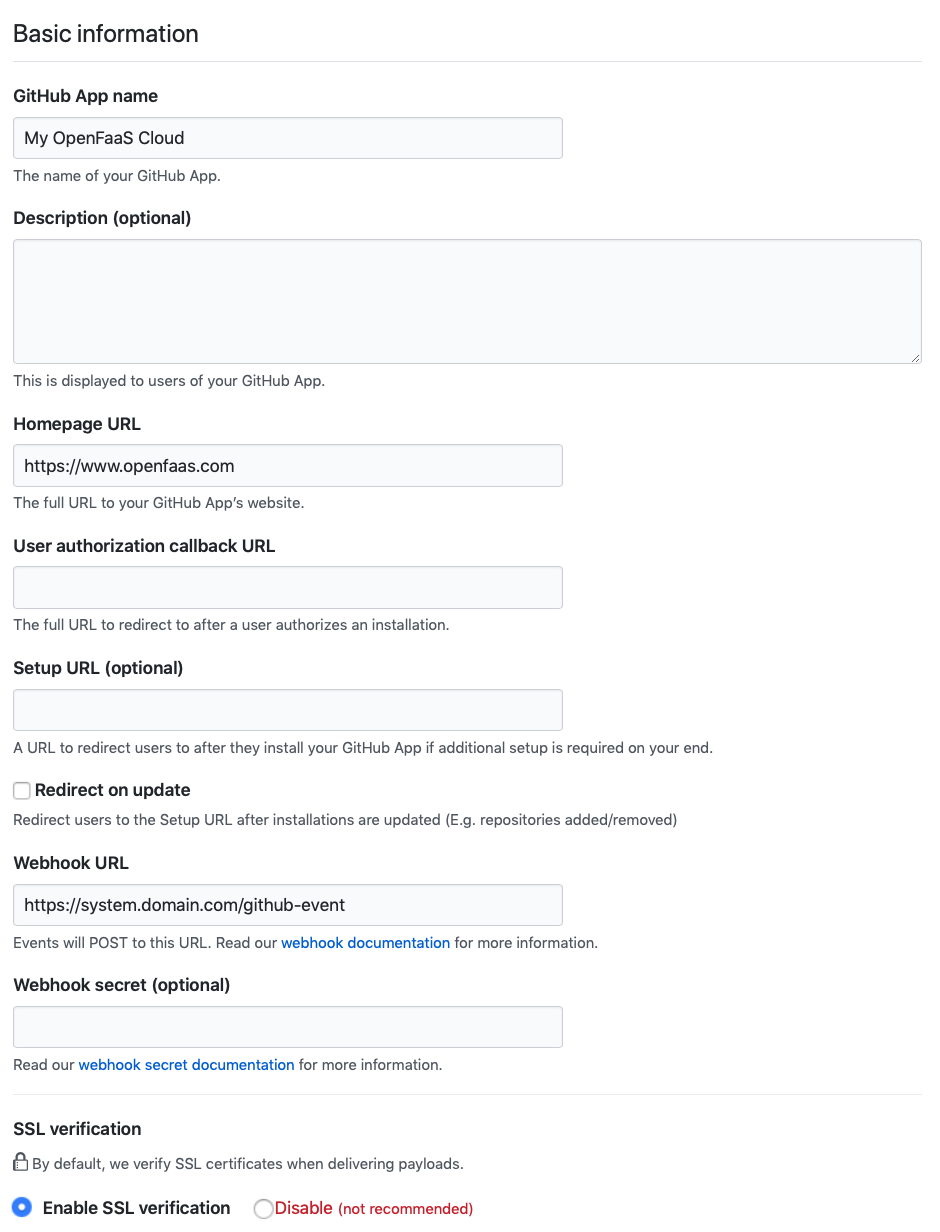 Basic information
GitHub App name
My OpenFaaS Cloud
The name of your GitHub App.
Description (optional)
This is displayed to users of your GitHub App.
Homepage URL
https://www.openfaas.com
The full URL to your GitHub App’s website.
User authorization callback URL
The full URL to redirect to after a user authorizes an installation.
Setup URL (optional)
A URL to redirect users to after they install your GitHub App if additional setup is required on your end.
Redirect on update
Redirect users to the Setup URL after installations are updated (E.g. repositories added/removed)
Webhook URL
https://system.domain.com/github-event
Events will POST to this URL. Read our webhook documentation for more information.
Webhook secret (optional)
Read our webhook secret documentation for more information.
SSL verification
By default, we verify SSL certificates when delivering payloads.
Enable SSL verification Disable (not recommended)